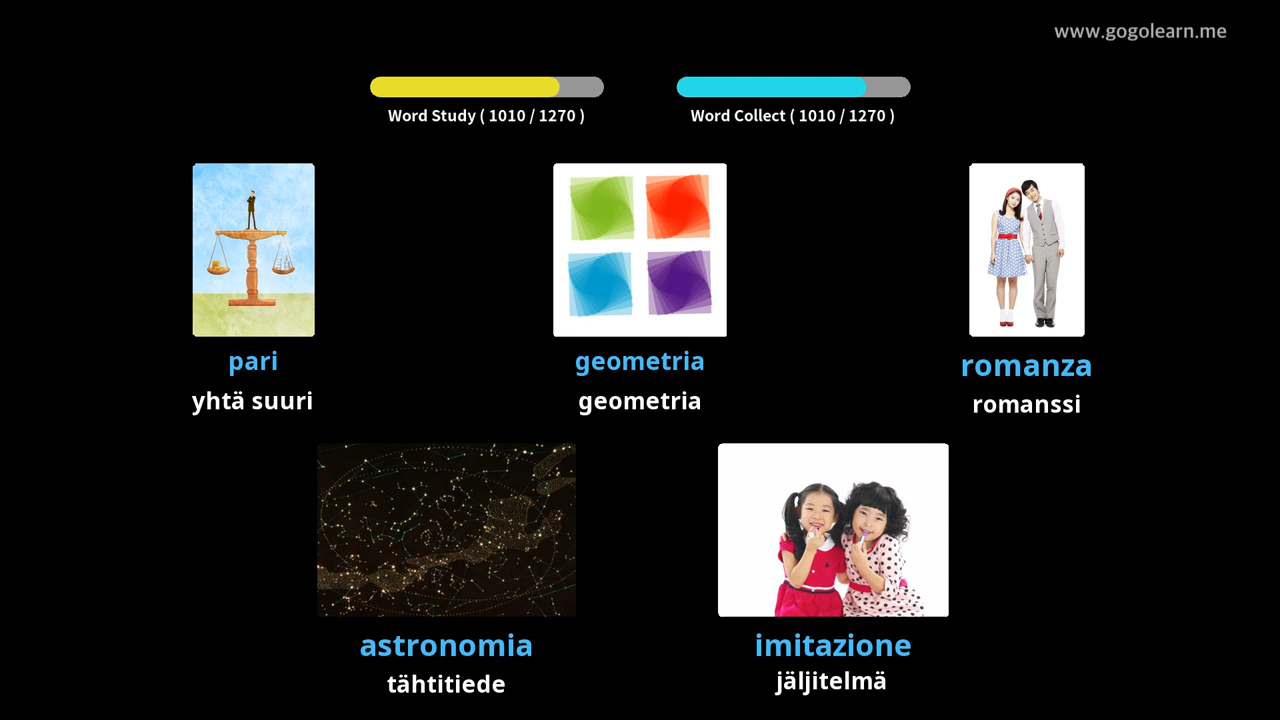 www.gogolearn.me
Word Study ( 1010 / 1270 )
Word Collect ( 1010 / 1270 )
pari
yhtä suuri
geometria
geometria
romanza
romanssi
astronomia
tähtitiede
imitazione
jäljitelmä